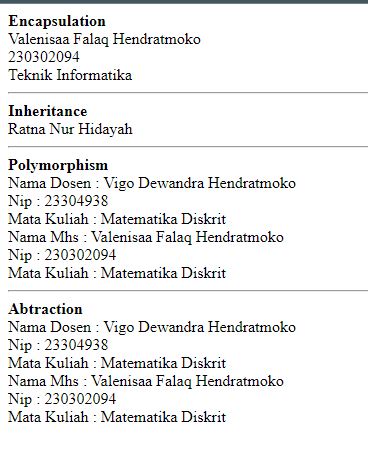 Encapsulation
Valenisaa Falaq Hendratmoko
230302094
Teknik Informatika
Inheritance
Ratna Nur Hidayah
Polymorphism
Nama Dosen : Vigo Dewandra Hendratmoko
Nip : 23304938
Mata Kuliah : Matematika Diskrit
Nama Mhs : Valenisaa Falaq Hendratmoko
Nip : 230302094
Mata Kuliah : Matematika Diskrit
Abtraction
Nama Dosen : Vigo Dewandra Hendratmoko
Nip : 23304938
Mata Kuliah : Matematika Diskrit
Nama Mhs : Valenisaa Falaq Hendratmoko
Nip : 230302094
Mata Kuliah : Matematika Diskrit